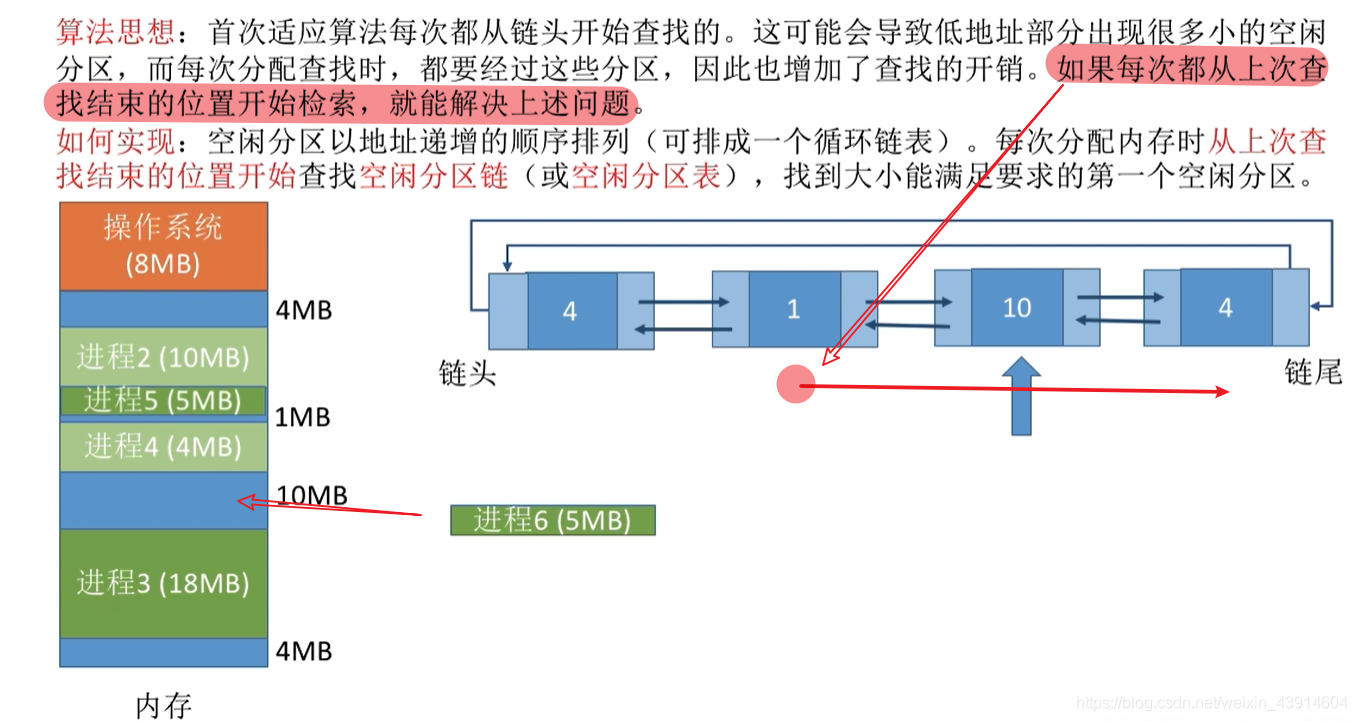 算法思想：首次适应算法每次都从链头开始查找的。这可能会导致低地址部分出现很多小的空闲
分区，而每次分配查找时，都要经过这些分区，因此也增加了查找的开销。如果每次都从上次查
找结束的位置开始检索，就能解决上述问题。
如何实现：空闲分区以地址递增的顺序排列（可排成一个循环链表）。每次分配内存时从上次查
找结束的位置开始查找空闲分区链（或空闲分区表），找到大小能满足要求的第一个空闲分区。
操作系统
(8MB)
4MB
进程2 (10MB)
进程5 (5MB)
1MB
进程4 (4MB)
10MB
进程3 (18MB)
4MB
内存
4
1
10
4
链头
链尾
进程6 (5MB)
https://blog.csdn.net/weixin_43914604